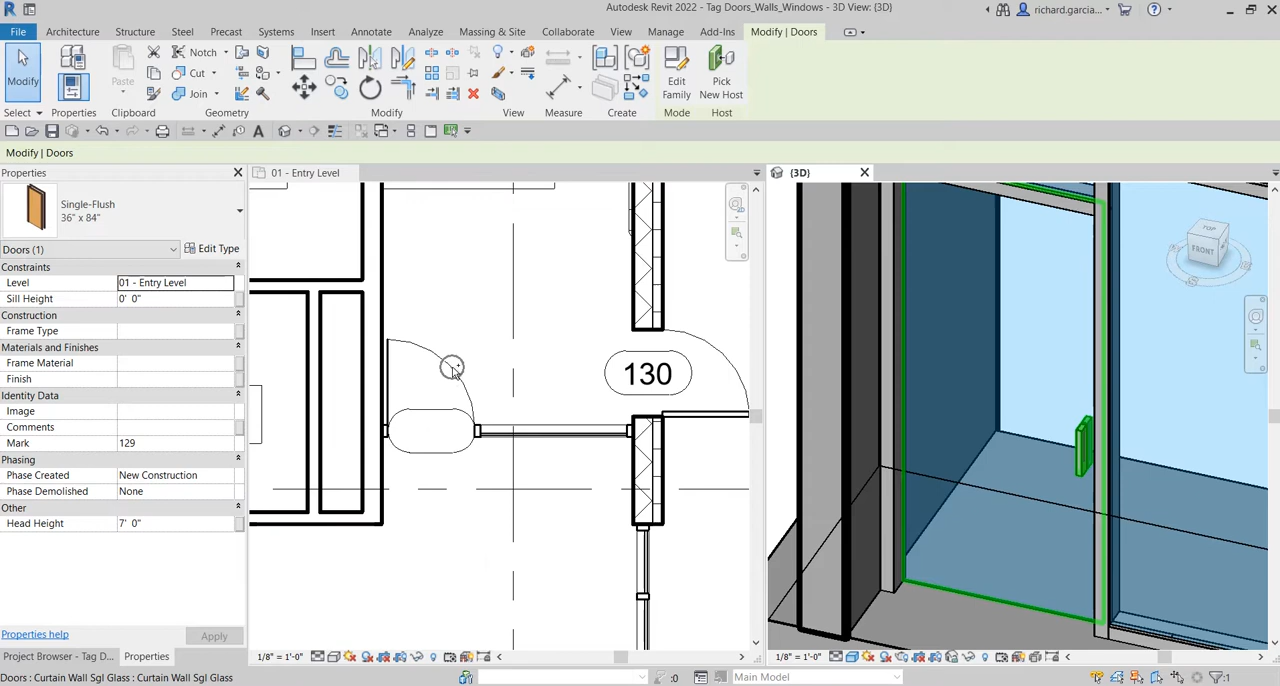 Autodesk Revit 2022 - Tag Doors_Walls_Windows - 3D View: {3D}
richard.garcia...
File Architecture Structure Steel Precast Systems Insert Annotate Analyze Massing & Site Collaborate View Manage Add-Ins Modify | Doors
Notch
Modify Paste Cut Edit Pick
Join Family New Host
Select Properties Clipboard Geometry Modify View Measure Create Mode Host
Modify | Doors
Properties 01 - Entry Level {3D}
Single-Flush
36" x 84"
Doors (1) Edit Type
Constraints
Level 01 - Entry Level
Sill Height 0' 0"
Construction
Frame Type
Materials and Finishes
Frame Material
Finish
Identity Data
Image
Comments
Mark 129
Phasing
Phase Created New Construction
Phase Demolished None
Other
Head Height 7' 0"
130
TOP
FRONT
Properties help Apply
Project Browser - Tag D... Properties 1/8" = 1'-0" 1/8" = 1'-0"
Doors : Curtain Wall Sgl Glass : Curtain Wall Sgl Glass :0 Main Model :1